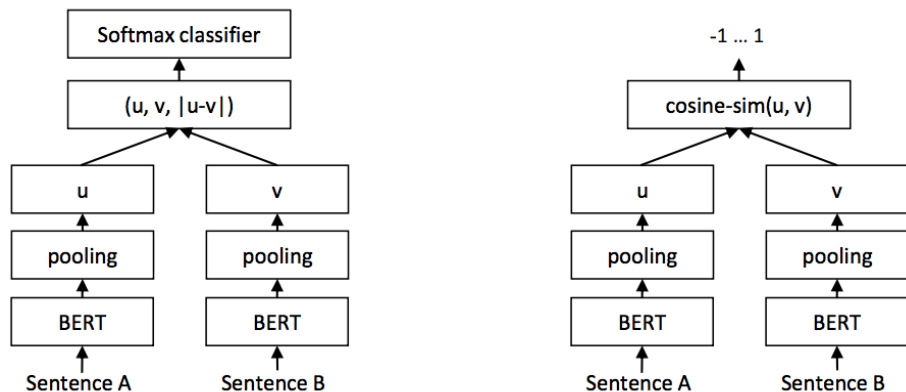 Softmax classifier
(u, v, |u-v|)
u
v
pooling
pooling
BERT
BERT
Sentence A
Sentence B
-1 … 1
cosine-sim(u, v)
u
v
pooling
pooling
BERT
BERT
Sentence A
Sentence B